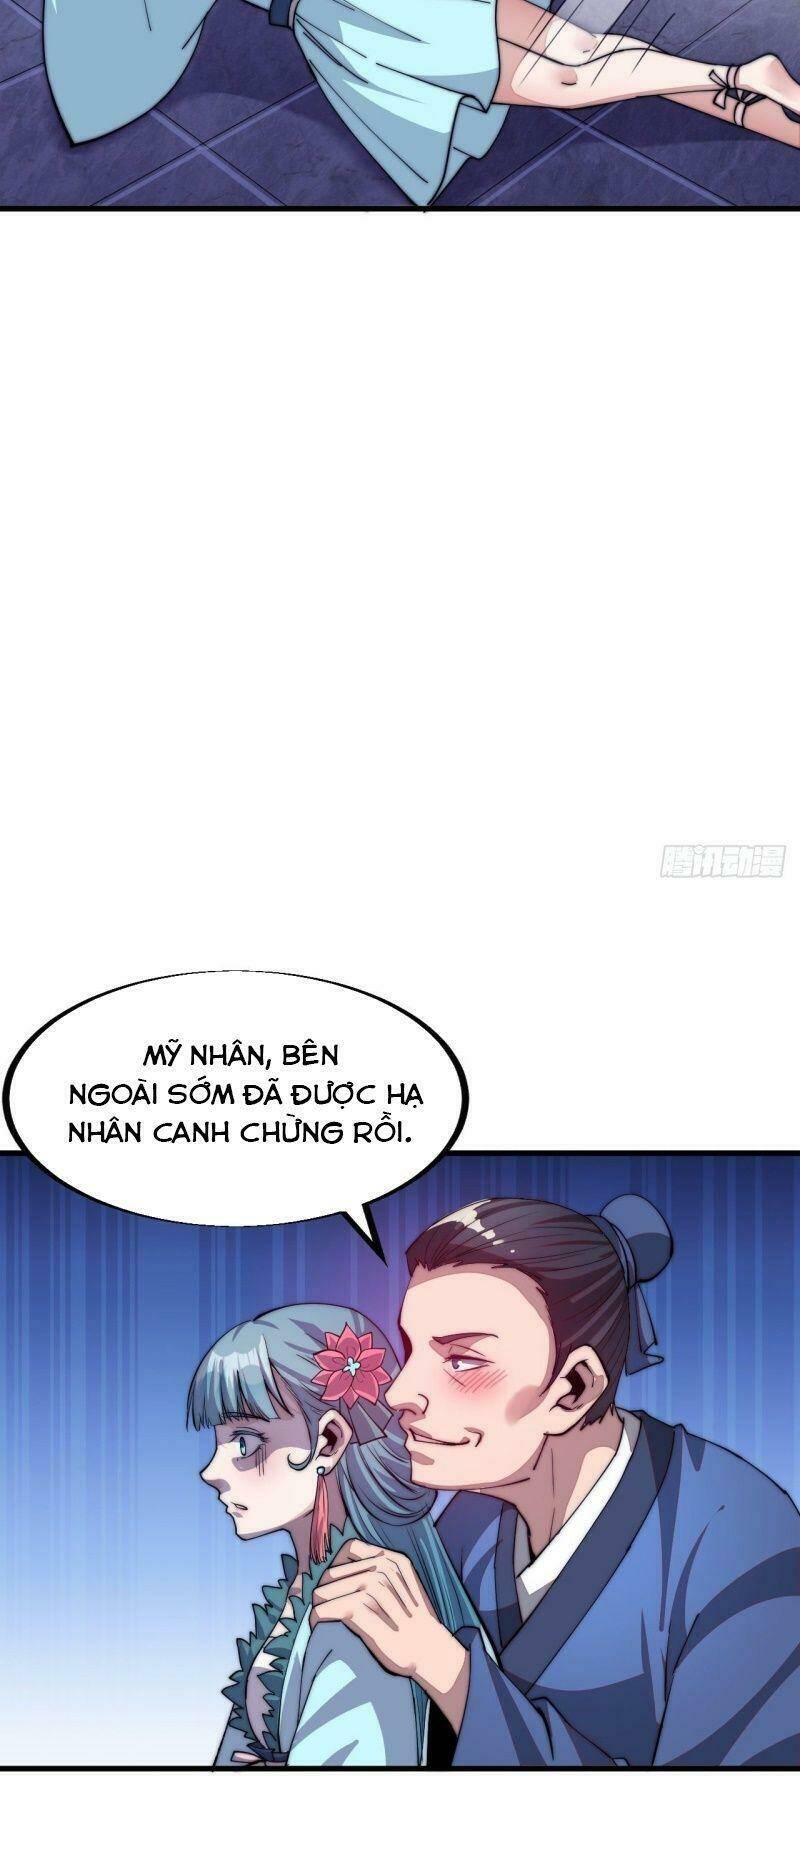 腾讯动漫
MỸ NHÂN, BÊN
NGOÀI SỚM ĐÃ ĐƯỢC HẠ
NHÂN CANH CHỪNG RỒI.